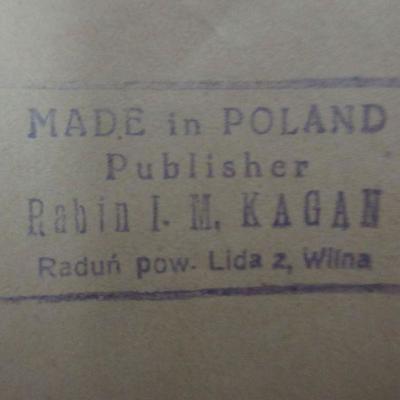 MADE in POLAND
Publisher
Rabin I. M. KAGAN
Raduń pow. Lida z, Wilna